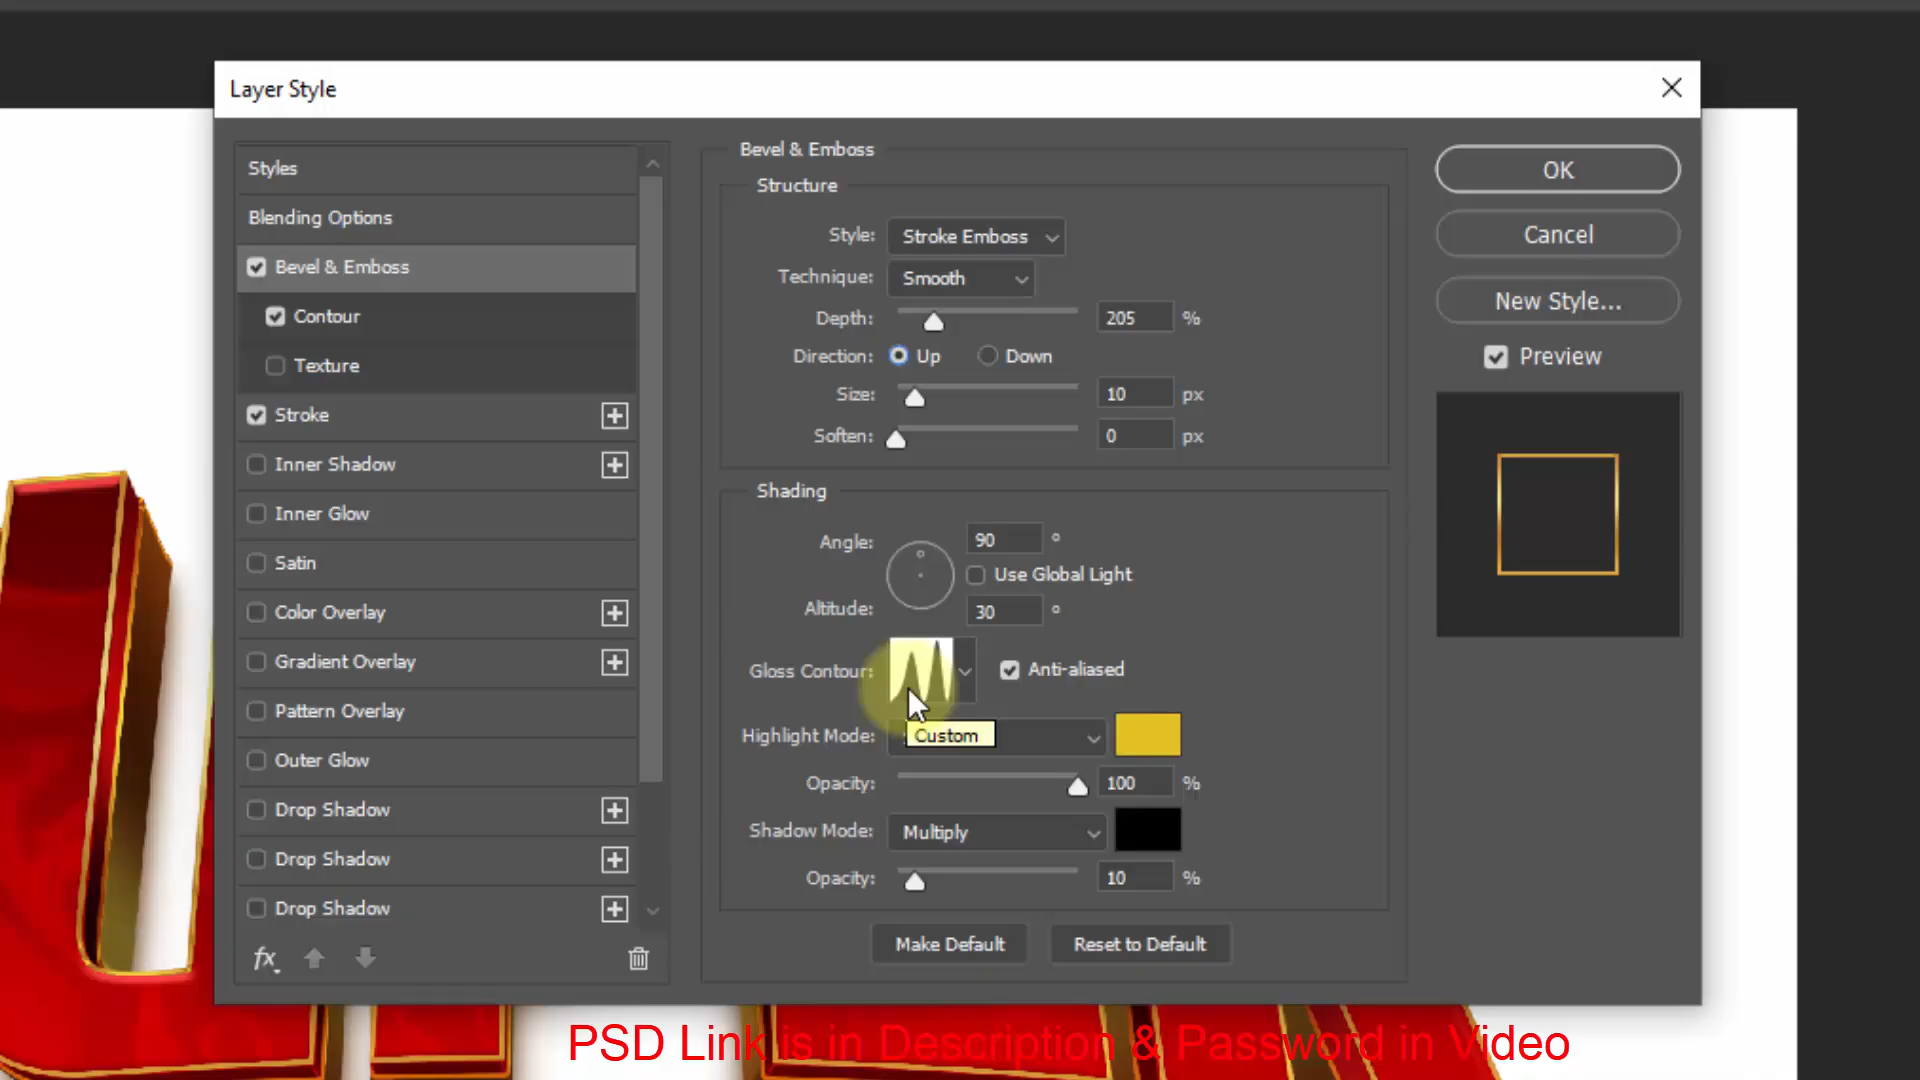 Layer Style
Styles
Blending Options
Bevel & Emboss
Contour
Texture
Stroke
Inner Shadow
Inner Glow
Satin
Color Overlay
Gradient Overlay
Pattern Overlay
Outer Glow
Drop Shadow
Drop Shadow
Drop Shadow
fx
Bevel & Emboss
Structure
Style: Stroke Emboss
Technique: Smooth
Depth: 205 %
Direction: Up Down
Size: 10 px
Soften: 0 px
Shading
Angle: 90 °
Use Global Light
Altitude: 30 °
Gloss Contour: Anti-aliased
Highlight Mode: Custom
Opacity: 100 %
Shadow Mode: Multiply
Opacity: 10 %
Make Default Reset to Default
OK
Cancel
New Style...
Preview
PSD Link is in Description & Password in Video